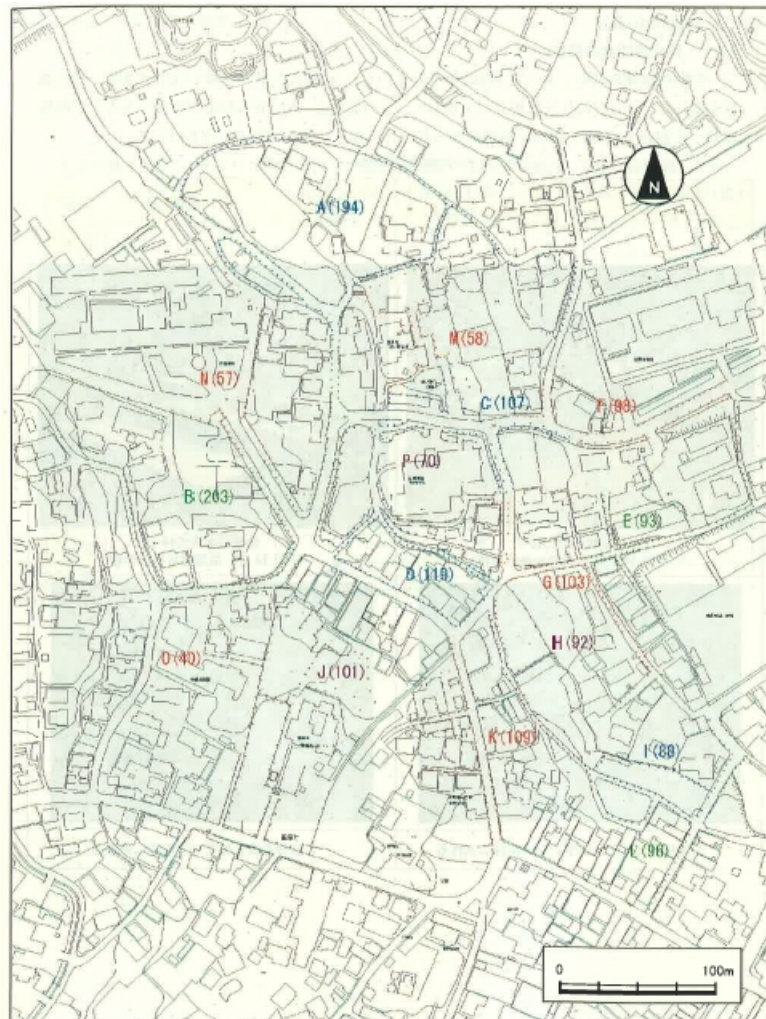 N
A(194)
M(58)
N(57)
C(107)
F(98)
P(70)
B(203)
E(93)
D(119)
G(103)
H(92)
O(40)
J(101)
K(109)
I(88)
L(96)
0
100m